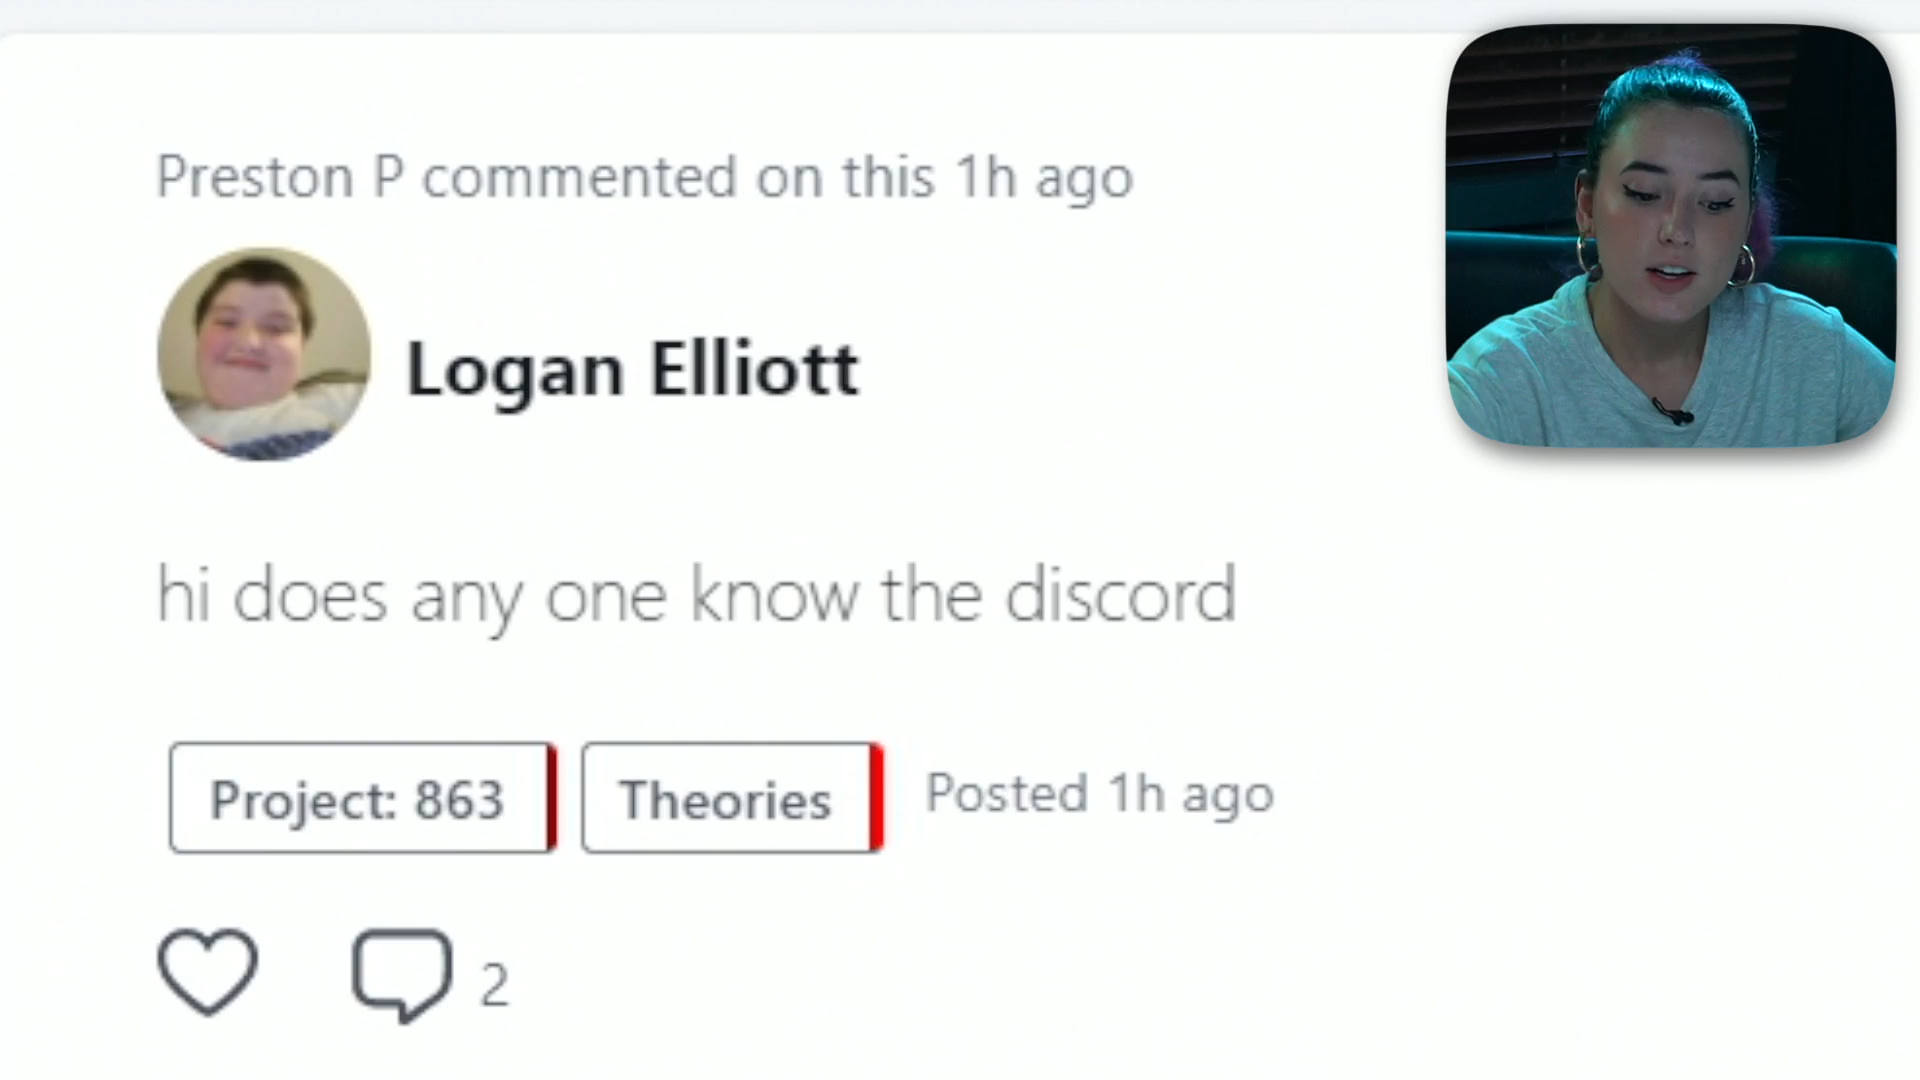 Preston P commented on this 1h ago
Logan Elliott
hi does any one know the discord
Project: 863
Theories
Posted 1h ago
2